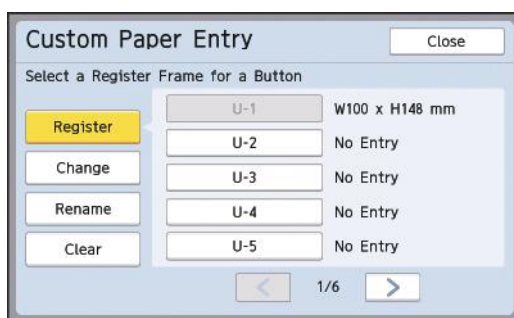 Custom Paper Entry
Close
Select a Register Frame for a Button
Register
Change
Rename
Clear
U-1 W100 x H148 mm
U-2 No Entry
U-3 No Entry
U-4 No Entry
U-5 No Entry
< 1/6 >